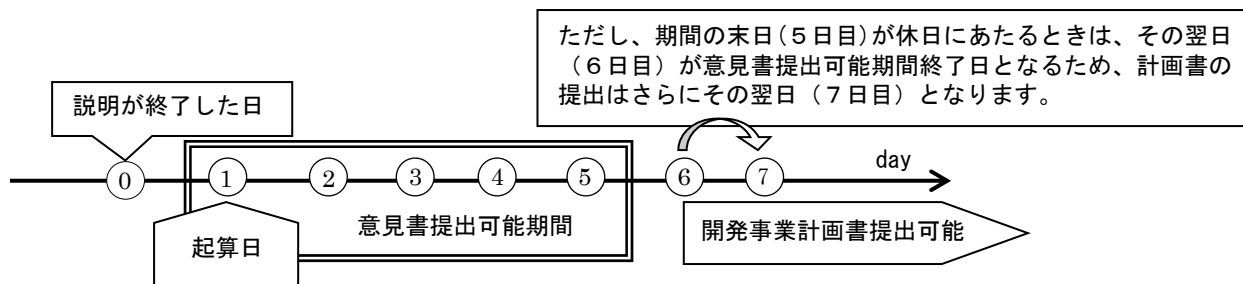 ただし、期間の末日(5日目)が休日にあたるときは、その翌日
(6日目)が意見書提出可能期間終了日となるため、計画書の
提出はさらにその翌日(7日目)となります。
説明が終了した日
0 1 2 3 4 5 6 7 day
意見書提出可能期間
起算日
開発事業計画書提出可能